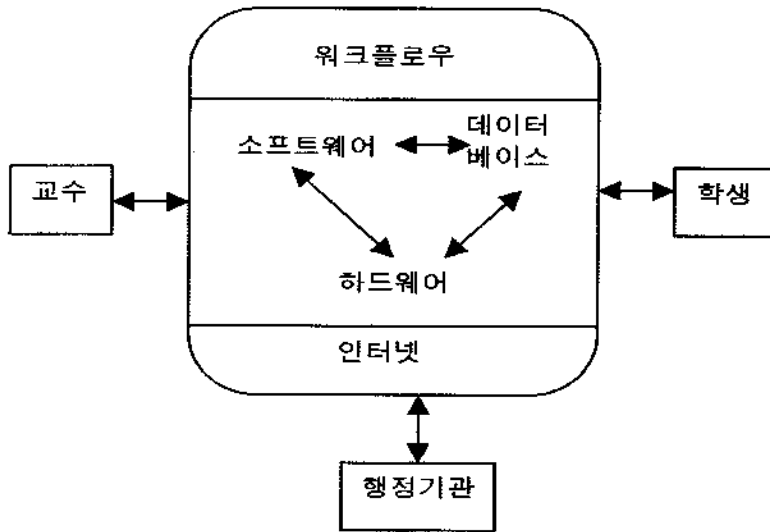 워크플로우
소프트웨어
데이터
베이스
교수
학생
하드웨어
인터넷
행정기관